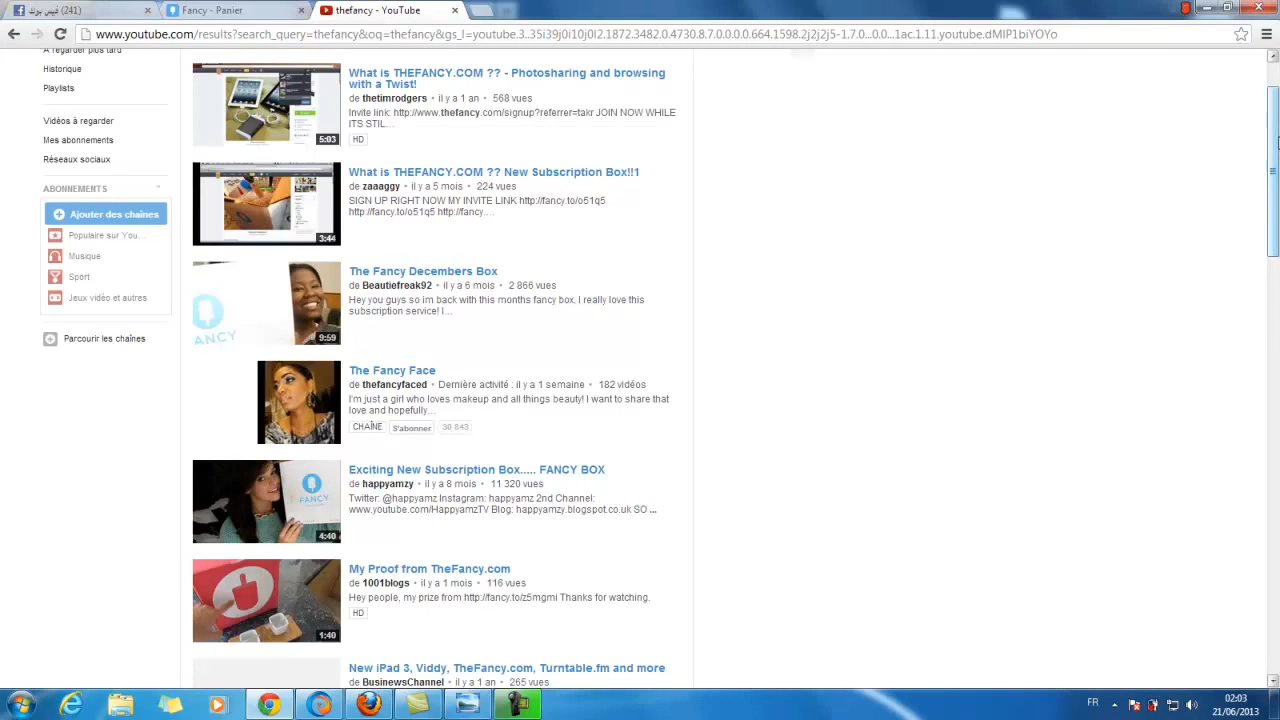 فيس بوك (241)
Fancy - Panier
thefancy - YouTube
www.youtube.com/results?search_query=thefancy&oq=thefancy&gs_l=youtube.3..35i39j0i10j0l2.1872.3482.0.4730.8.7.0.0.0.0.664.1598.2j2j2j5-1.7.0...0.0...1ac.1.11.youtube.dMIP1biYOYo
À regarder plus tard
Historique
Playlists
Vidéos à regarder
Mes abonnements
Réseaux sociaux
ABONNEMENTS
Ajouter des chaînes
Populaire sur You...
Musique
Sport
Jeux vidéo et autres
Parcourir les chaînes
What is THEFANCY.COM ?? - Photosharing and browsing
with a Twist!
de thetimrodgers • il y a 1 an • 568 vues
Invite link: http://www.thefancy.com/signup?referrer=takr JOIN NOW WHILE
ITS STIL...
HD
5:03
What is THEFANCY.COM ?? New Subscription Box!!1
de zaaaggy • il y a 5 mois • 224 vues
SIGN UP RIGHT NOW MY INVITE LINK http://fancy.to/o51q5
http://fancy.to/o51q5 http://fancy....
3:44
The Fancy Decembers Box
de Beautiefreak92 • il y a 6 mois • 2 866 vues
Hey you guys so im back with this months fancy box, I really love this
subscription service! I...
FANCY
9:59
The Fancy Face
de thefancyfaced • Dernière activité : il y a 1 semaine • 182 vidéos
I'm just a girl who loves makeup and all things beauty! I want to share that
love and hopefully...
CHAÎNE S'abonner 30 843
Exciting New Subscription Box..... FANCY BOX
de happyamzy • il y a 8 mois • 11 320 vues
Twitter: @happyamz Instagram: happyamz 2nd Channel:
www.youtube.com/HappyamzTV Blog: happyamzy.blogspot.co.uk SO ...
FANCY
4:40
My Proof from TheFancy.com
de 1001blogs • il y a 1 mois • 116 vues
Hey people, my prize from http://fancy.to/z5mgmi Thanks for watching.
HD
1:40
New iPad 3, Viddy, TheFancy.com, Turntable.fm and more
de BusinewsChannel • il y a 1 an • 265 vues
FR
02:03
21/06/2013